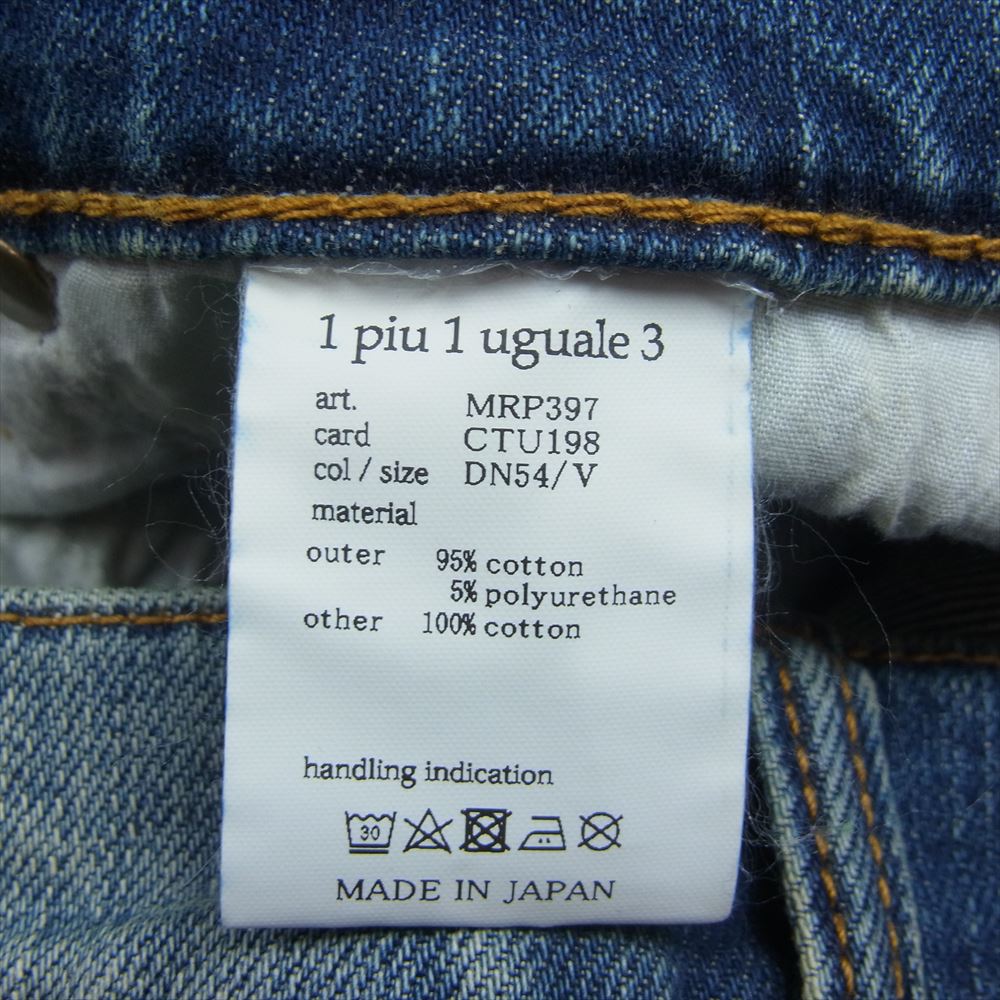 1 piu 1 uguale 3
art. MRP397
card CTU198
col / size DN54/V
material
outer 95% cotton
5% polyurethane
other 100% cotton
handling indication
30
MADE IN JAPAN